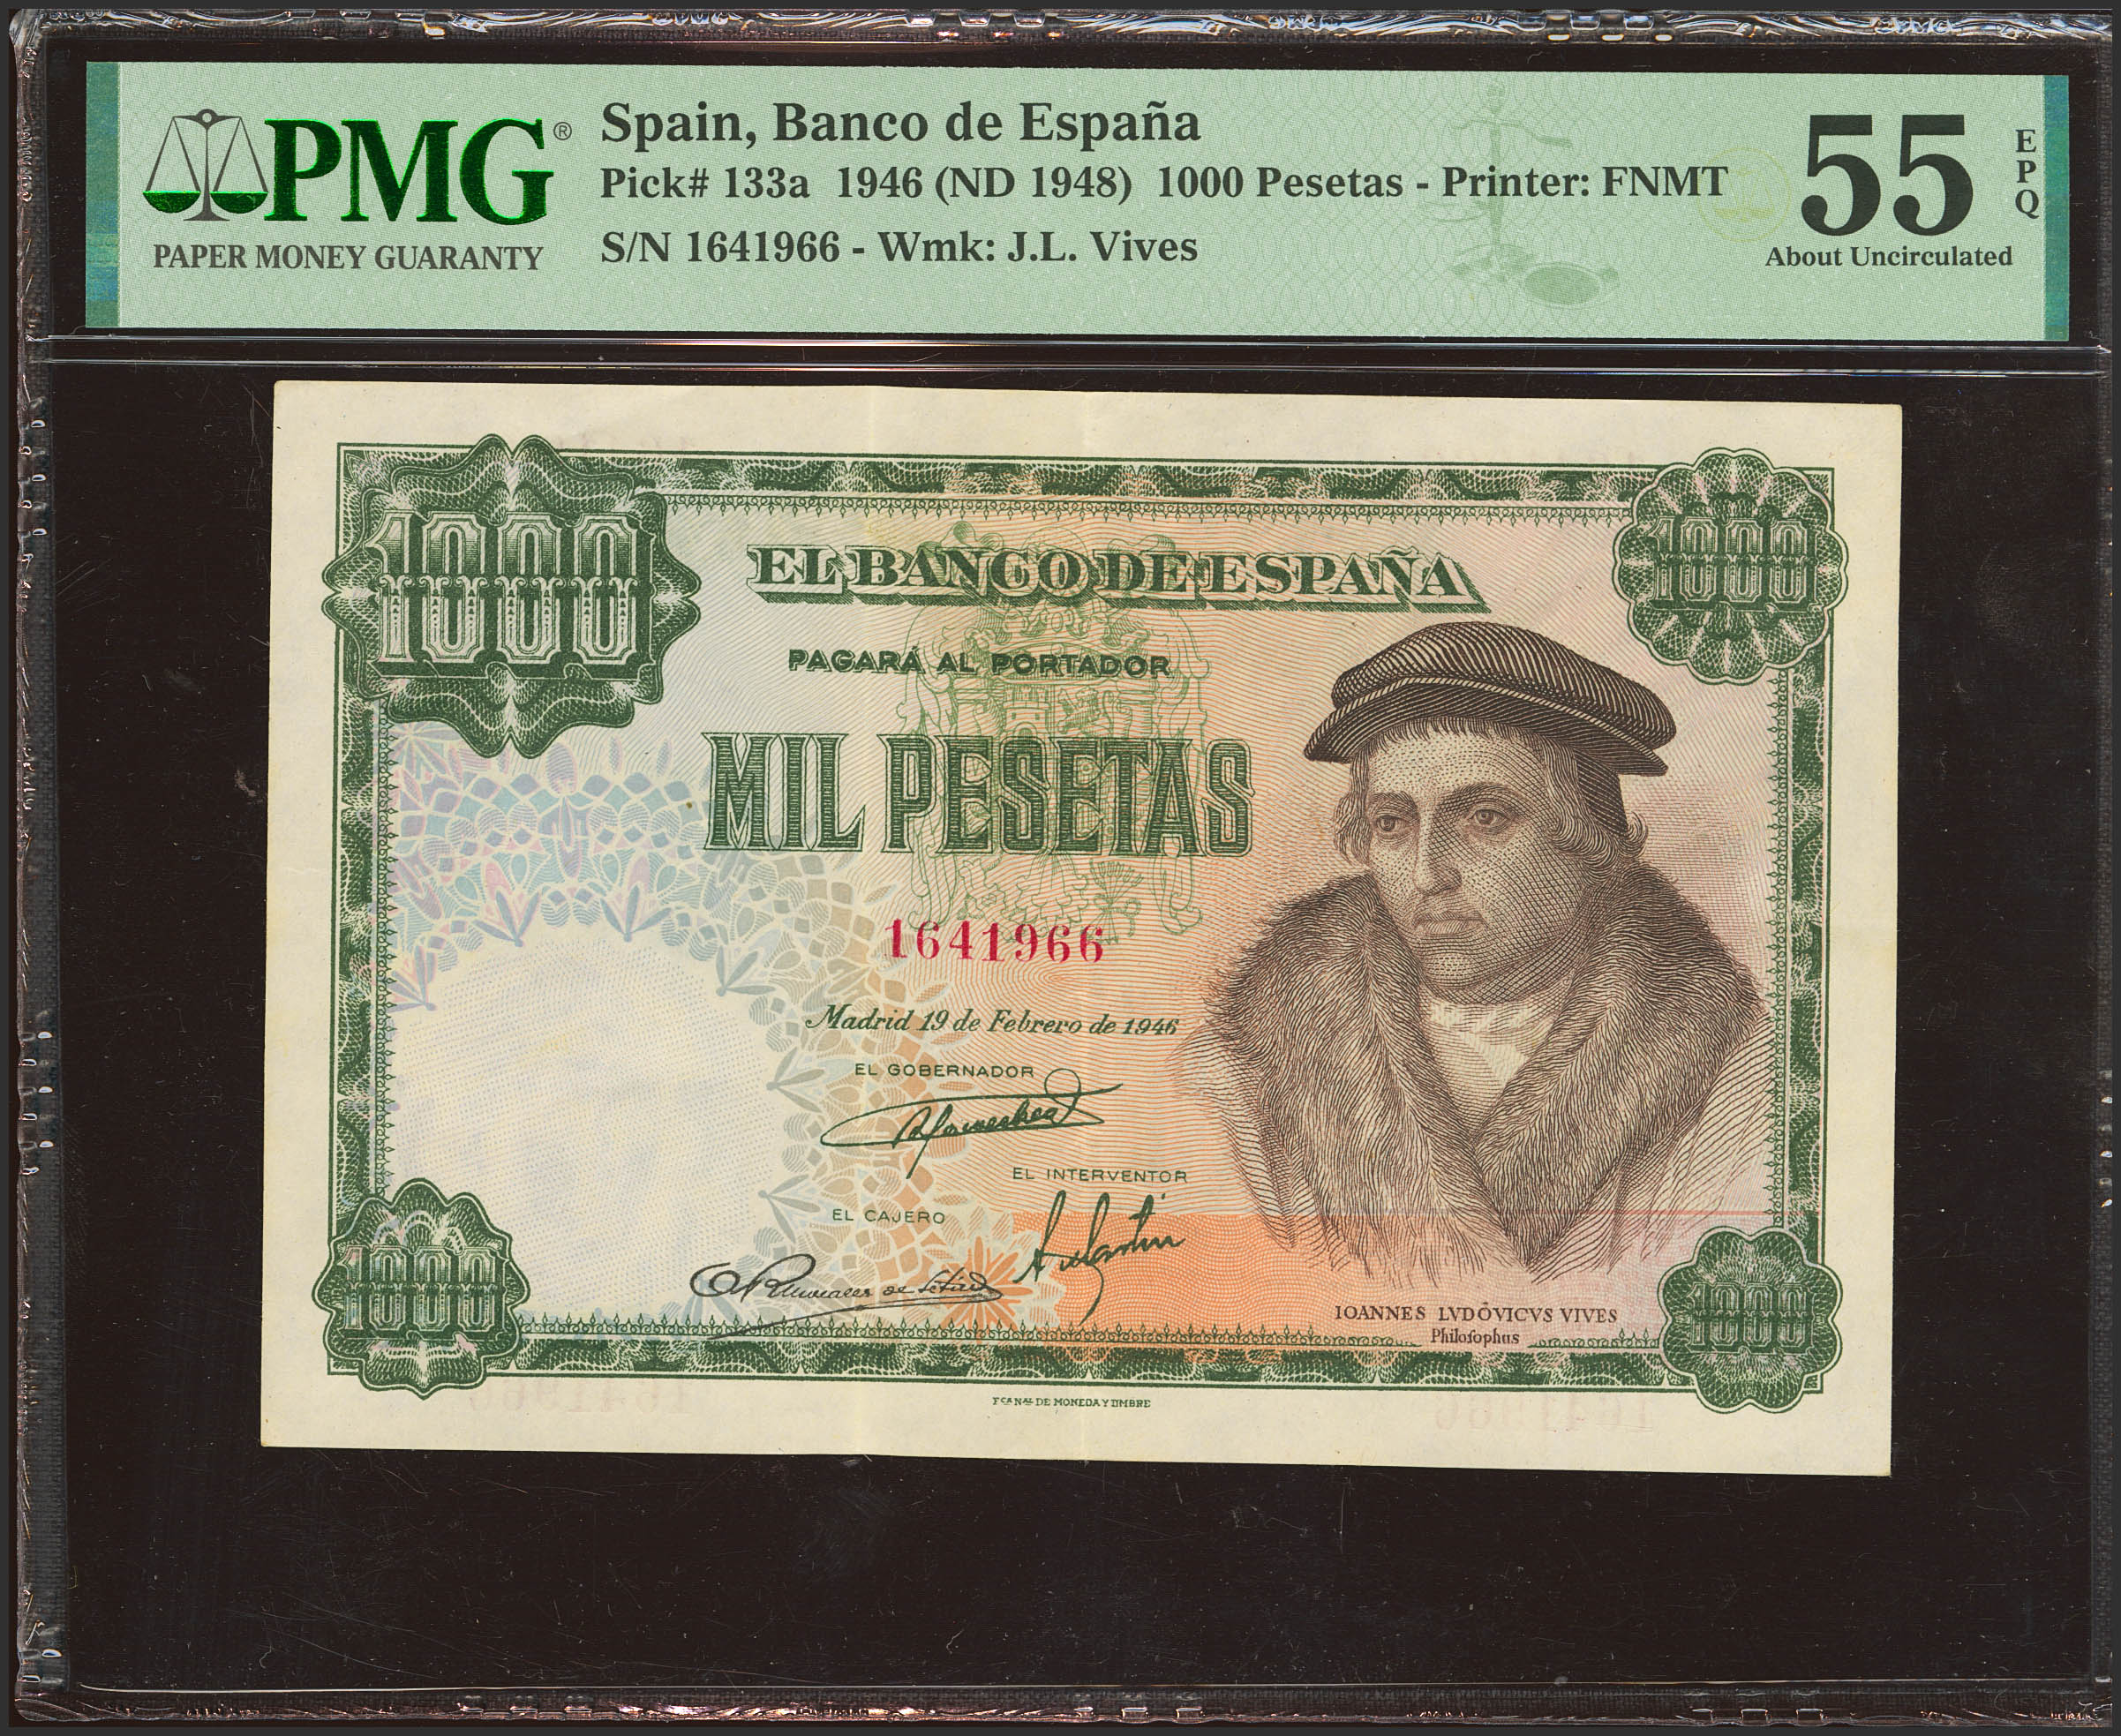 PMG®
PAPER MONEY GUARANTY
Spain, Banco de España
Pick# 133a 1946 (ND 1948) 1000 Pesetas - Printer: FNMT
S/N 1641966 - Wmk: J.L. Vives
55
EPQ
About Uncirculated
1000
1000
EL BANCO DE ESPAÑA
PAGARÁ AL PORTADOR
MIL PESETAS
1641966
Madrid 19 de Febrero de 1946
EL GOBERNADOR
EL INTERVENTOR
EL CAJERO
1000
1000
IOANNES LVDÓVICVS VIVES
Philosophus
FCA NAL DE MONEDA Y TIMBRE